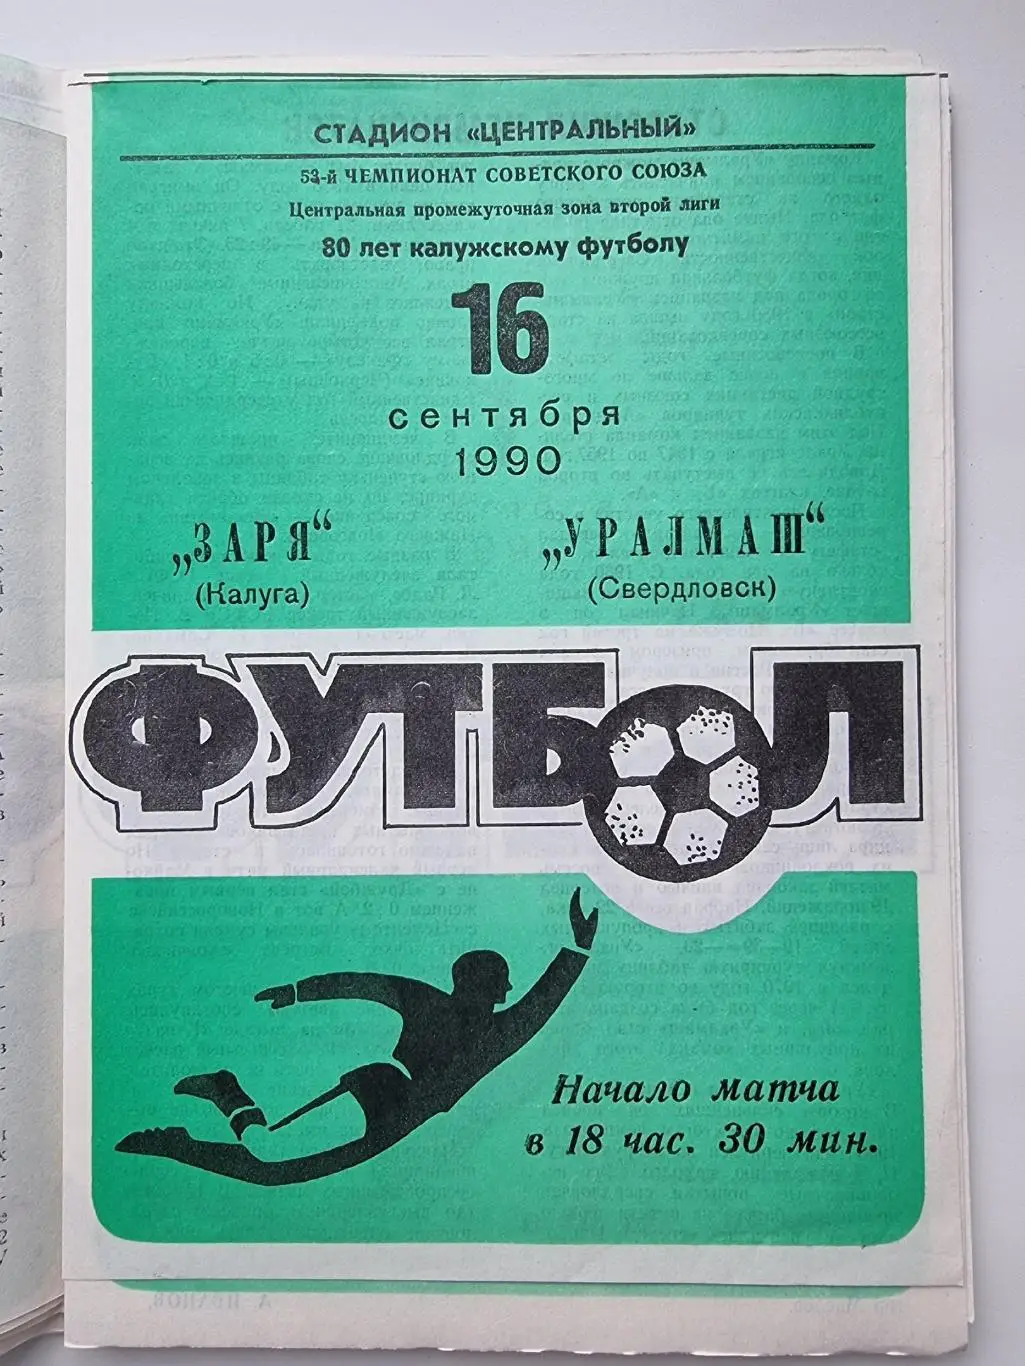 СТАДИОН «ЦЕНТРАЛЬНЫЙ»
53-й ЧЕМПИОНАТ СОВЕТСКОГО СОЮЗА
Центральная промежуточная зона второй лиги
80 лет калужскому футболу
16
сентября
1990
„ЗАРЯ“ „УРАЛМАШ“
(Калуга) (Свердловск)
ФУТБОЛ
Начало матча
в 18 час. 30 мин.